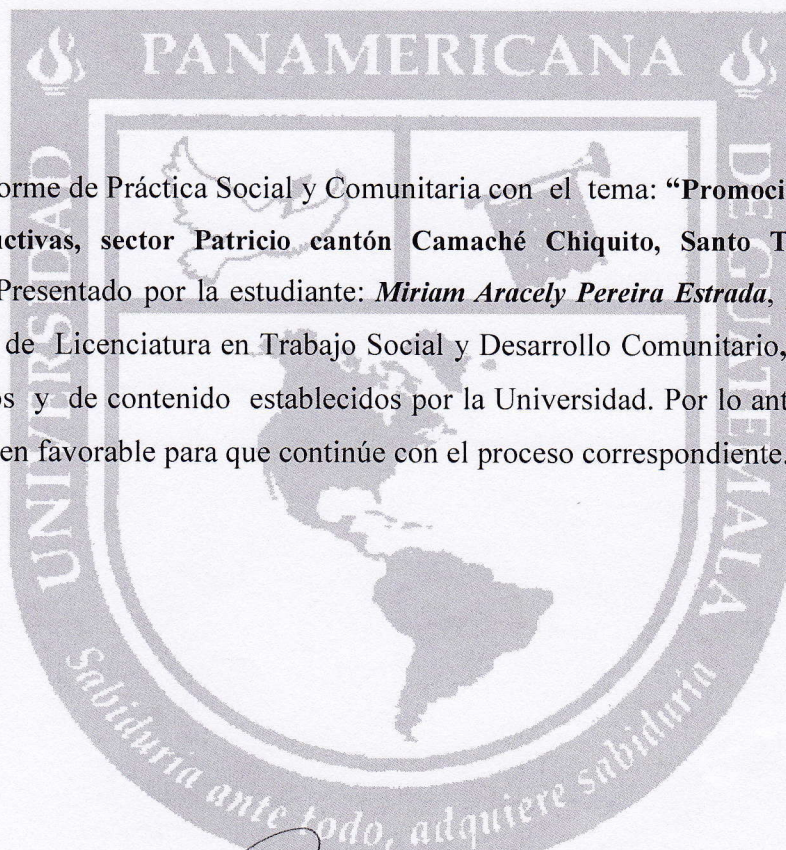 PANAMERICANA
UNIVERSIDAD
DE GUATEMALA
orme de Práctica Social y Comunitaria con el tema: “Promoci
uctivas, sector Patricio cantón Camaché Chiquito, Santo T
Presentado por la estudiante: Miriam Aracely Pereira Estrada,
de Licenciatura en Trabajo Social y Desarrollo Comunitario,
os y de contenido establecidos por la Universidad. Por lo ant
en favorable para que continúe con el proceso correspondiente.
Sabiduría ante todo, adquiere sabiduría